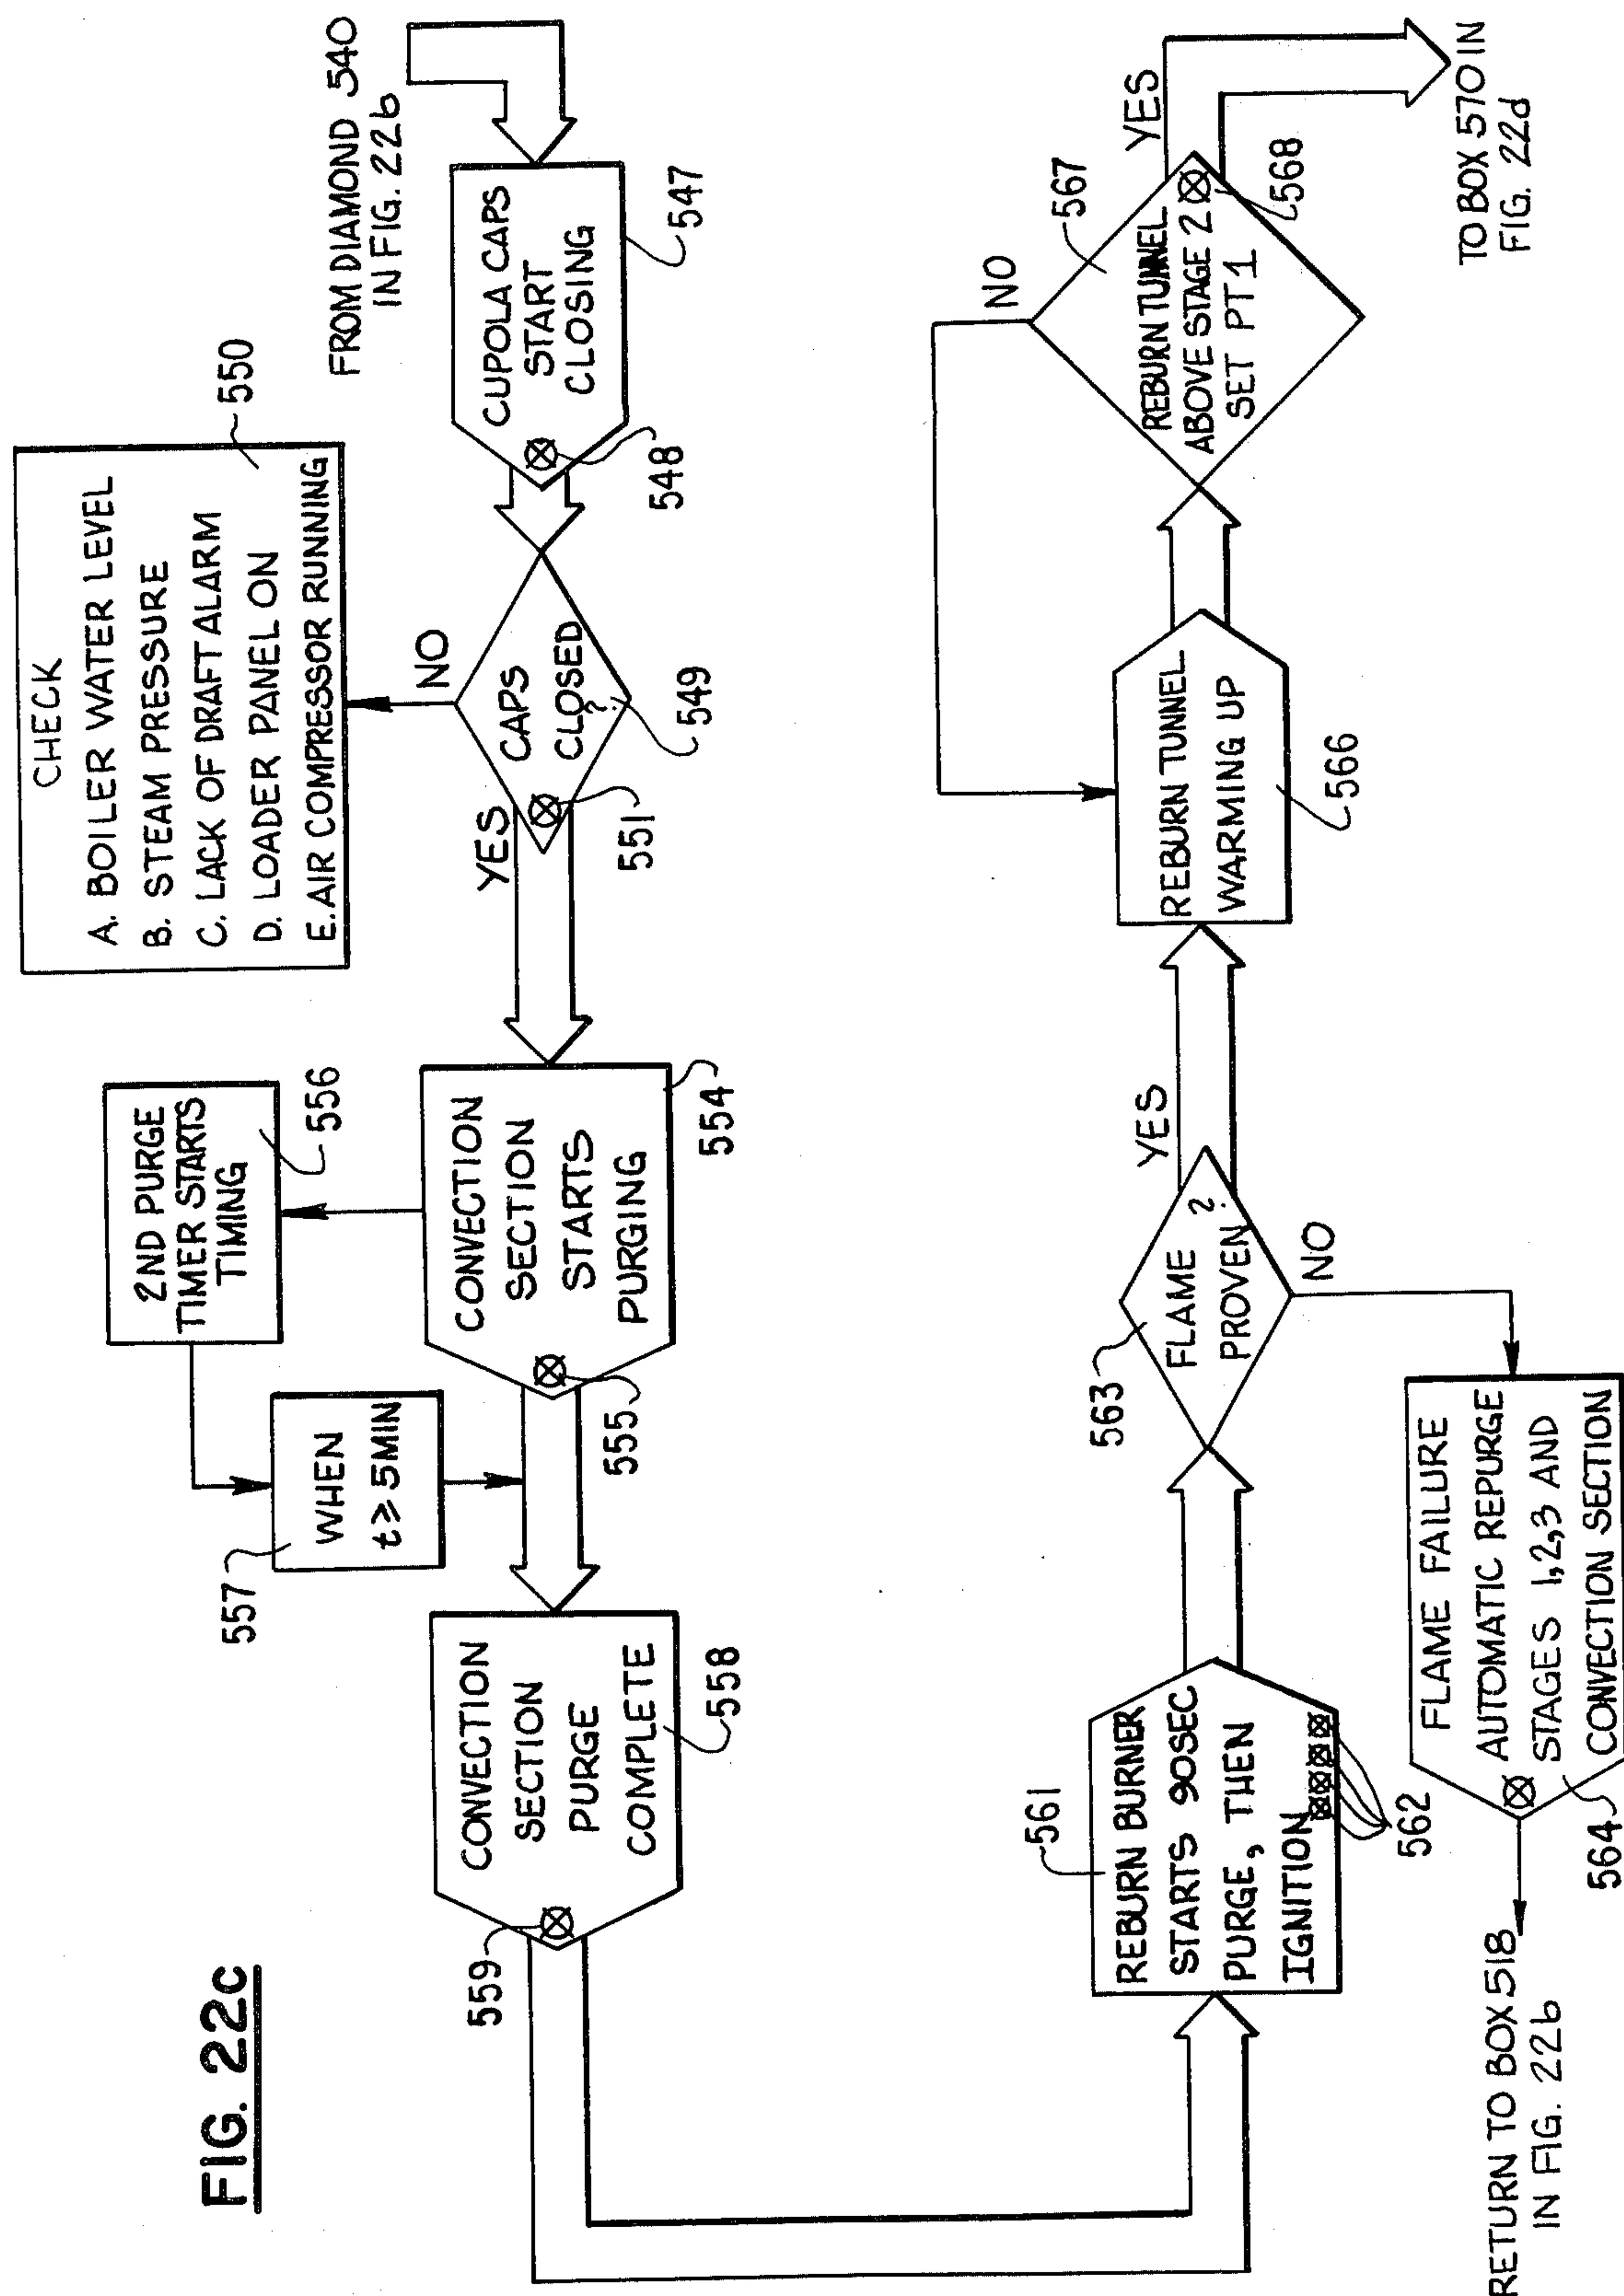 FIG. 22c
FROM DIAMOND 540
IN FIG. 22b
CUPOLA CAPS
START
CLOSING
547
548
CAPS
CLOSED
?
549
NO
CHECK
A. BOILER WATER LEVEL
B. STEAM PRESSURE
C. LACK OF DRAFT ALARM
D. LOADER PANEL ON
E. AIR COMPRESSOR RUNNING
550
YES
551
CONVECTION
SECTION
STARTS
PURGING
554
555
2ND PURGE
TIMER STARTS
TIMING
556
WHEN
t ≥ 5MIN
557
CONVECTION
SECTION
PURGE
COMPLETE
558
559
561
REBURN BURNER
STARTS 90SEC
PURGE, THEN
IGNITION
562
563
FLAME
PROVEN ?
YES
NO
FLAME FAILURE
AUTOMATIC REPURGE
STAGES 1,2,3 AND
CONVECTION SECTION
564
RETURN TO BOX 518
IN FIG. 22b
REBURN TUNNEL
WARMING UP
566
NO
567
REBURN TUNNEL
ABOVE STAGE 2
SET PT 1
568
YES
TO BOX 570 IN
FIG. 22d